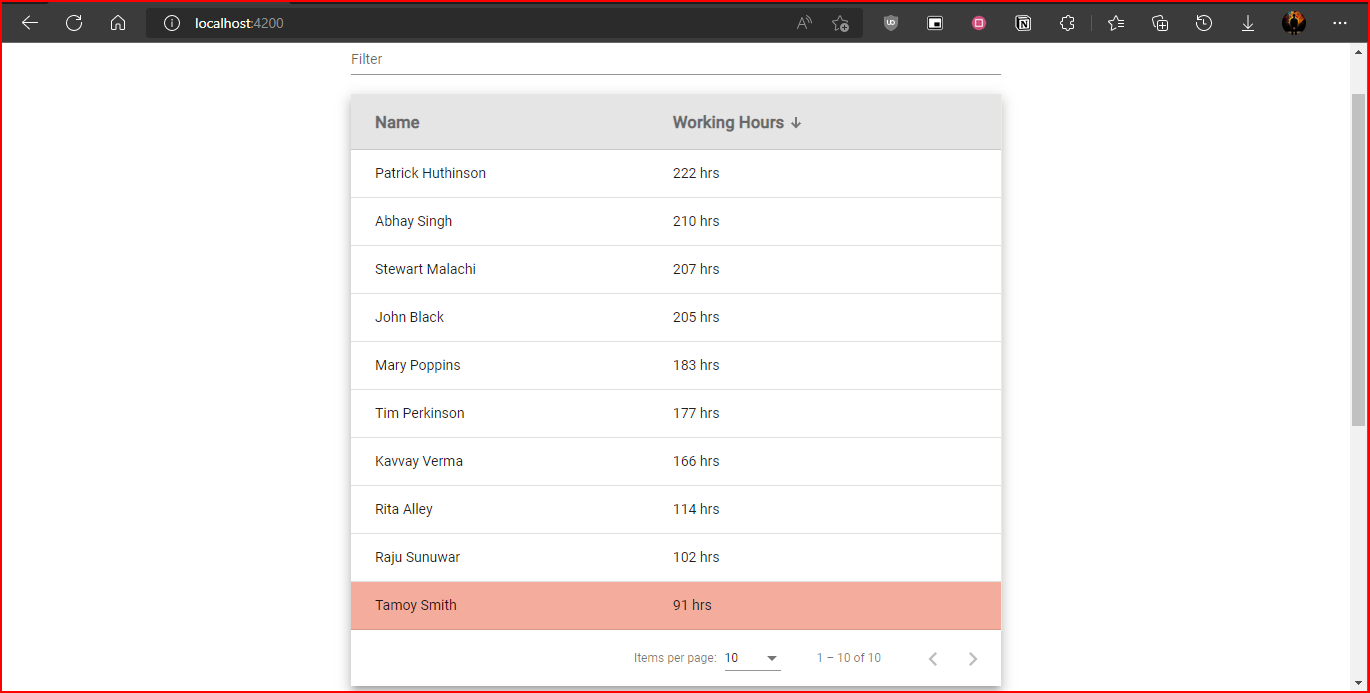 localhost:4200
Filter
Name Working Hours ↓
Patrick Huthinson 222 hrs
Abhay Singh 210 hrs
Stewart Malachi 207 hrs
John Black 205 hrs
Mary Poppins 183 hrs
Tim Perkinson 177 hrs
Kavvay Verma 166 hrs
Rita Alley 114 hrs
Raju Sunuwar 102 hrs
Tamoy Smith 91 hrs
Items per page: 10 1 – 10 of 10